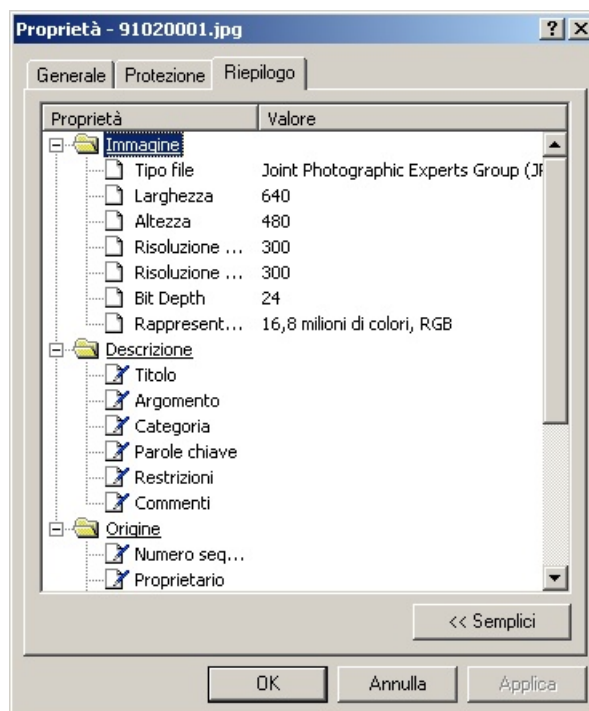 Proprietà - 91020001.jpg
Generale Protezione Riepilogo
Proprietà Valore
Immagine
Tipo file Joint Photographic Experts Group (JP
Larghezza 640
Altezza 480
Risoluzione ... 300
Risoluzione ... 300
Bit Depth 24
Rappresent... 16,8 milioni di colori, RGB
Descrizione
Titolo
Argomento
Categoria
Parole chiave
Restrizioni
Commenti
Origine
Numero seq...
Proprietario
<< Semplici
OK Annulla Applica